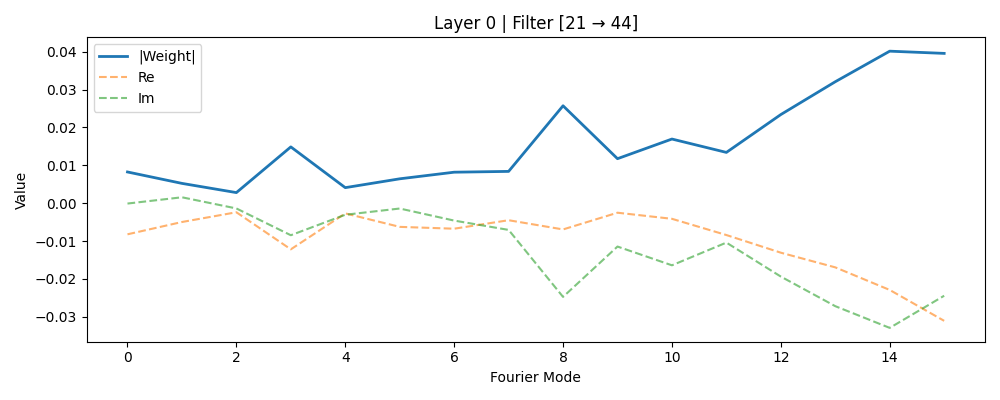 Layer 0 | Filter [21 → 44]
|Weight|
Re
Im
0.04
0.03
0.02
0.01
0.00
−0.01
−0.02
−0.03
Value
0 2 4 6 8 10 12 14
Fourier Mode